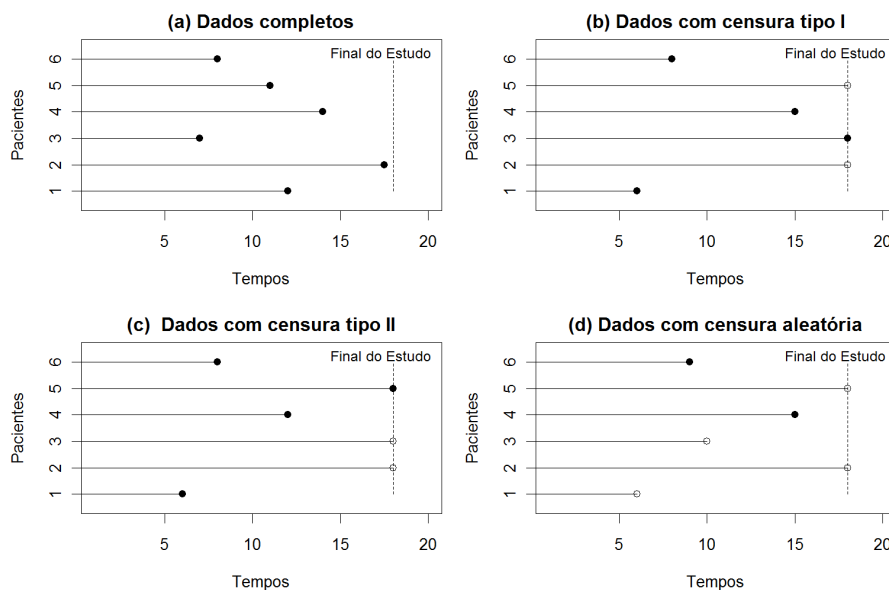 (a) Dados completos
Final do Estudo
Pacientes
6
5
4
3
2
1
5 10 15 20
Tempos
(b) Dados com censura tipo I
Final do Estudo
Pacientes
6
5
4
3
2
1
5 10 15 20
Tempos
(c) Dados com censura tipo II
Final do Estudo
Pacientes
6
5
4
3
2
1
5 10 15 20
Tempos
(d) Dados com censura aleatória
Final do Estudo
Pacientes
6
5
4
3
2
1
5 10 15 20
Tempos